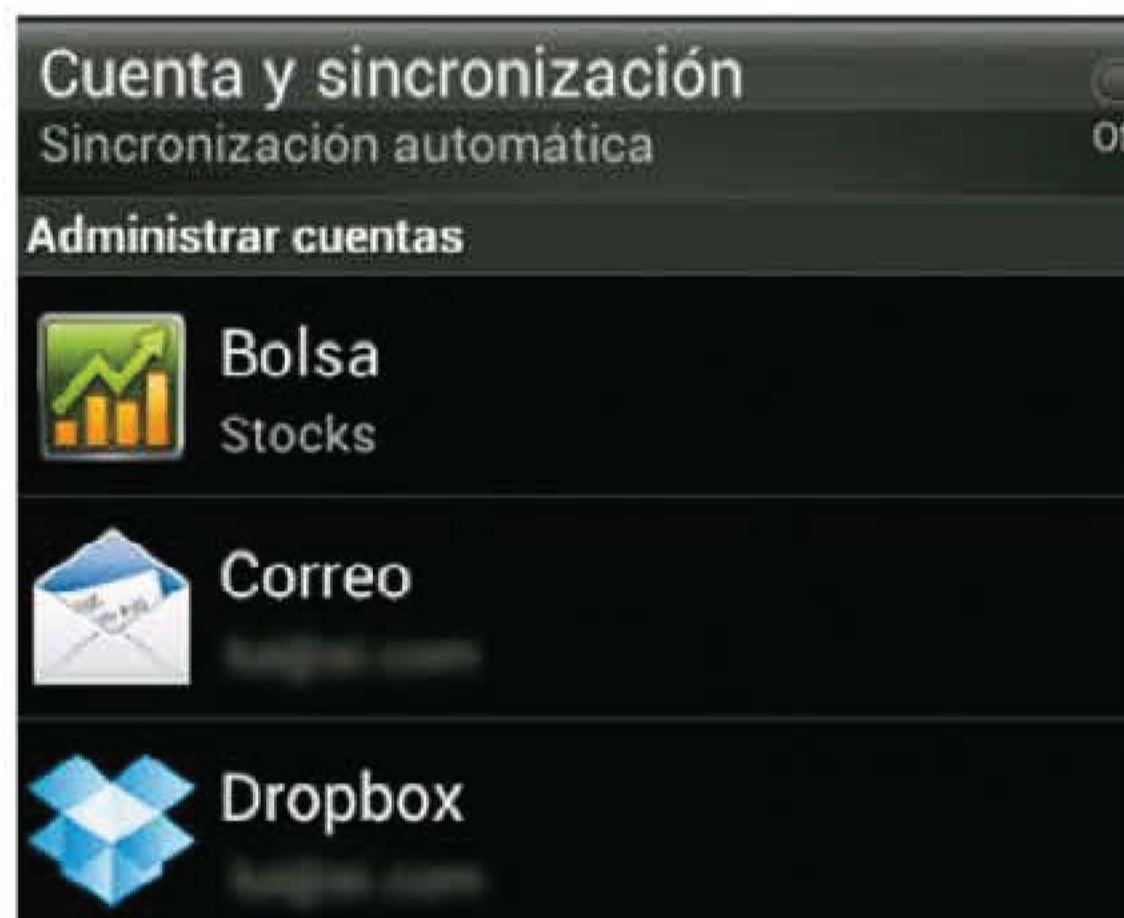 Cuenta y sincronización
Sincronización automática
Administrar cuentas
Bolsa
Stocks
Correo
Dropbox